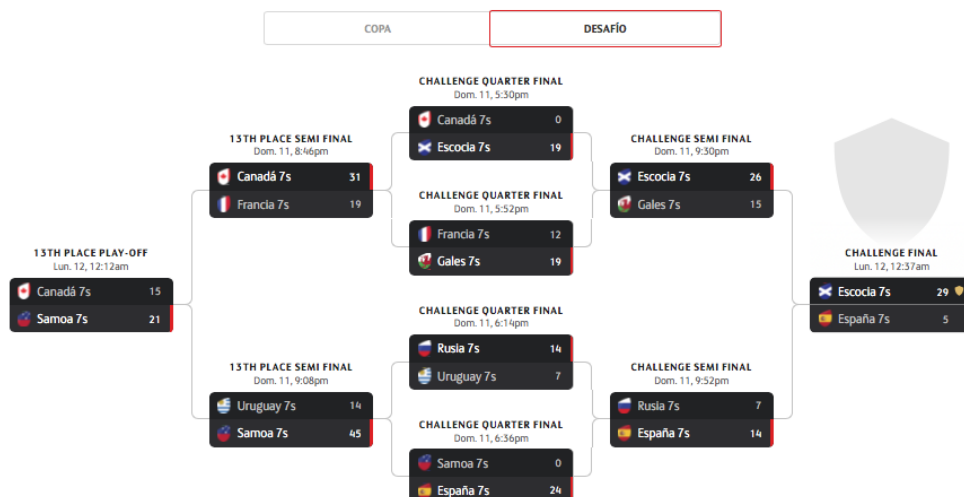 COPA
DESAFÍO
CHALLENGE QUARTER FINAL
Dom. 11, 5:30pm
Canadá 7s 0
Escocia 7s 19
13TH PLACE SEMI FINAL
Dom. 11, 8:46pm
Canadá 7s 31
Francia 7s 19
CHALLENGE SEMI FINAL
Dom. 11, 9:30pm
Escocia 7s 26
Gales 7s 15
CHALLENGE QUARTER FINAL
Dom. 11, 5:52pm
Francia 7s 12
Gales 7s 19
13TH PLACE PLAY-OFF
Lun. 12, 12:12am
Canadá 7s 15
Samoa 7s 21
CHALLENGE FINAL
Lun. 12, 12:37am
Escocia 7s 29
España 7s 5
CHALLENGE QUARTER FINAL
Dom. 11, 6:14pm
Rusia 7s 14
Uruguay 7s 7
13TH PLACE SEMI FINAL
Dom. 11, 9:08pm
Uruguay 7s 14
Samoa 7s 45
CHALLENGE SEMI FINAL
Dom. 11, 9:52pm
Rusia 7s 7
España 7s 14
CHALLENGE QUARTER FINAL
Dom. 11, 6:36pm
Samoa 7s 0
España 7s 24